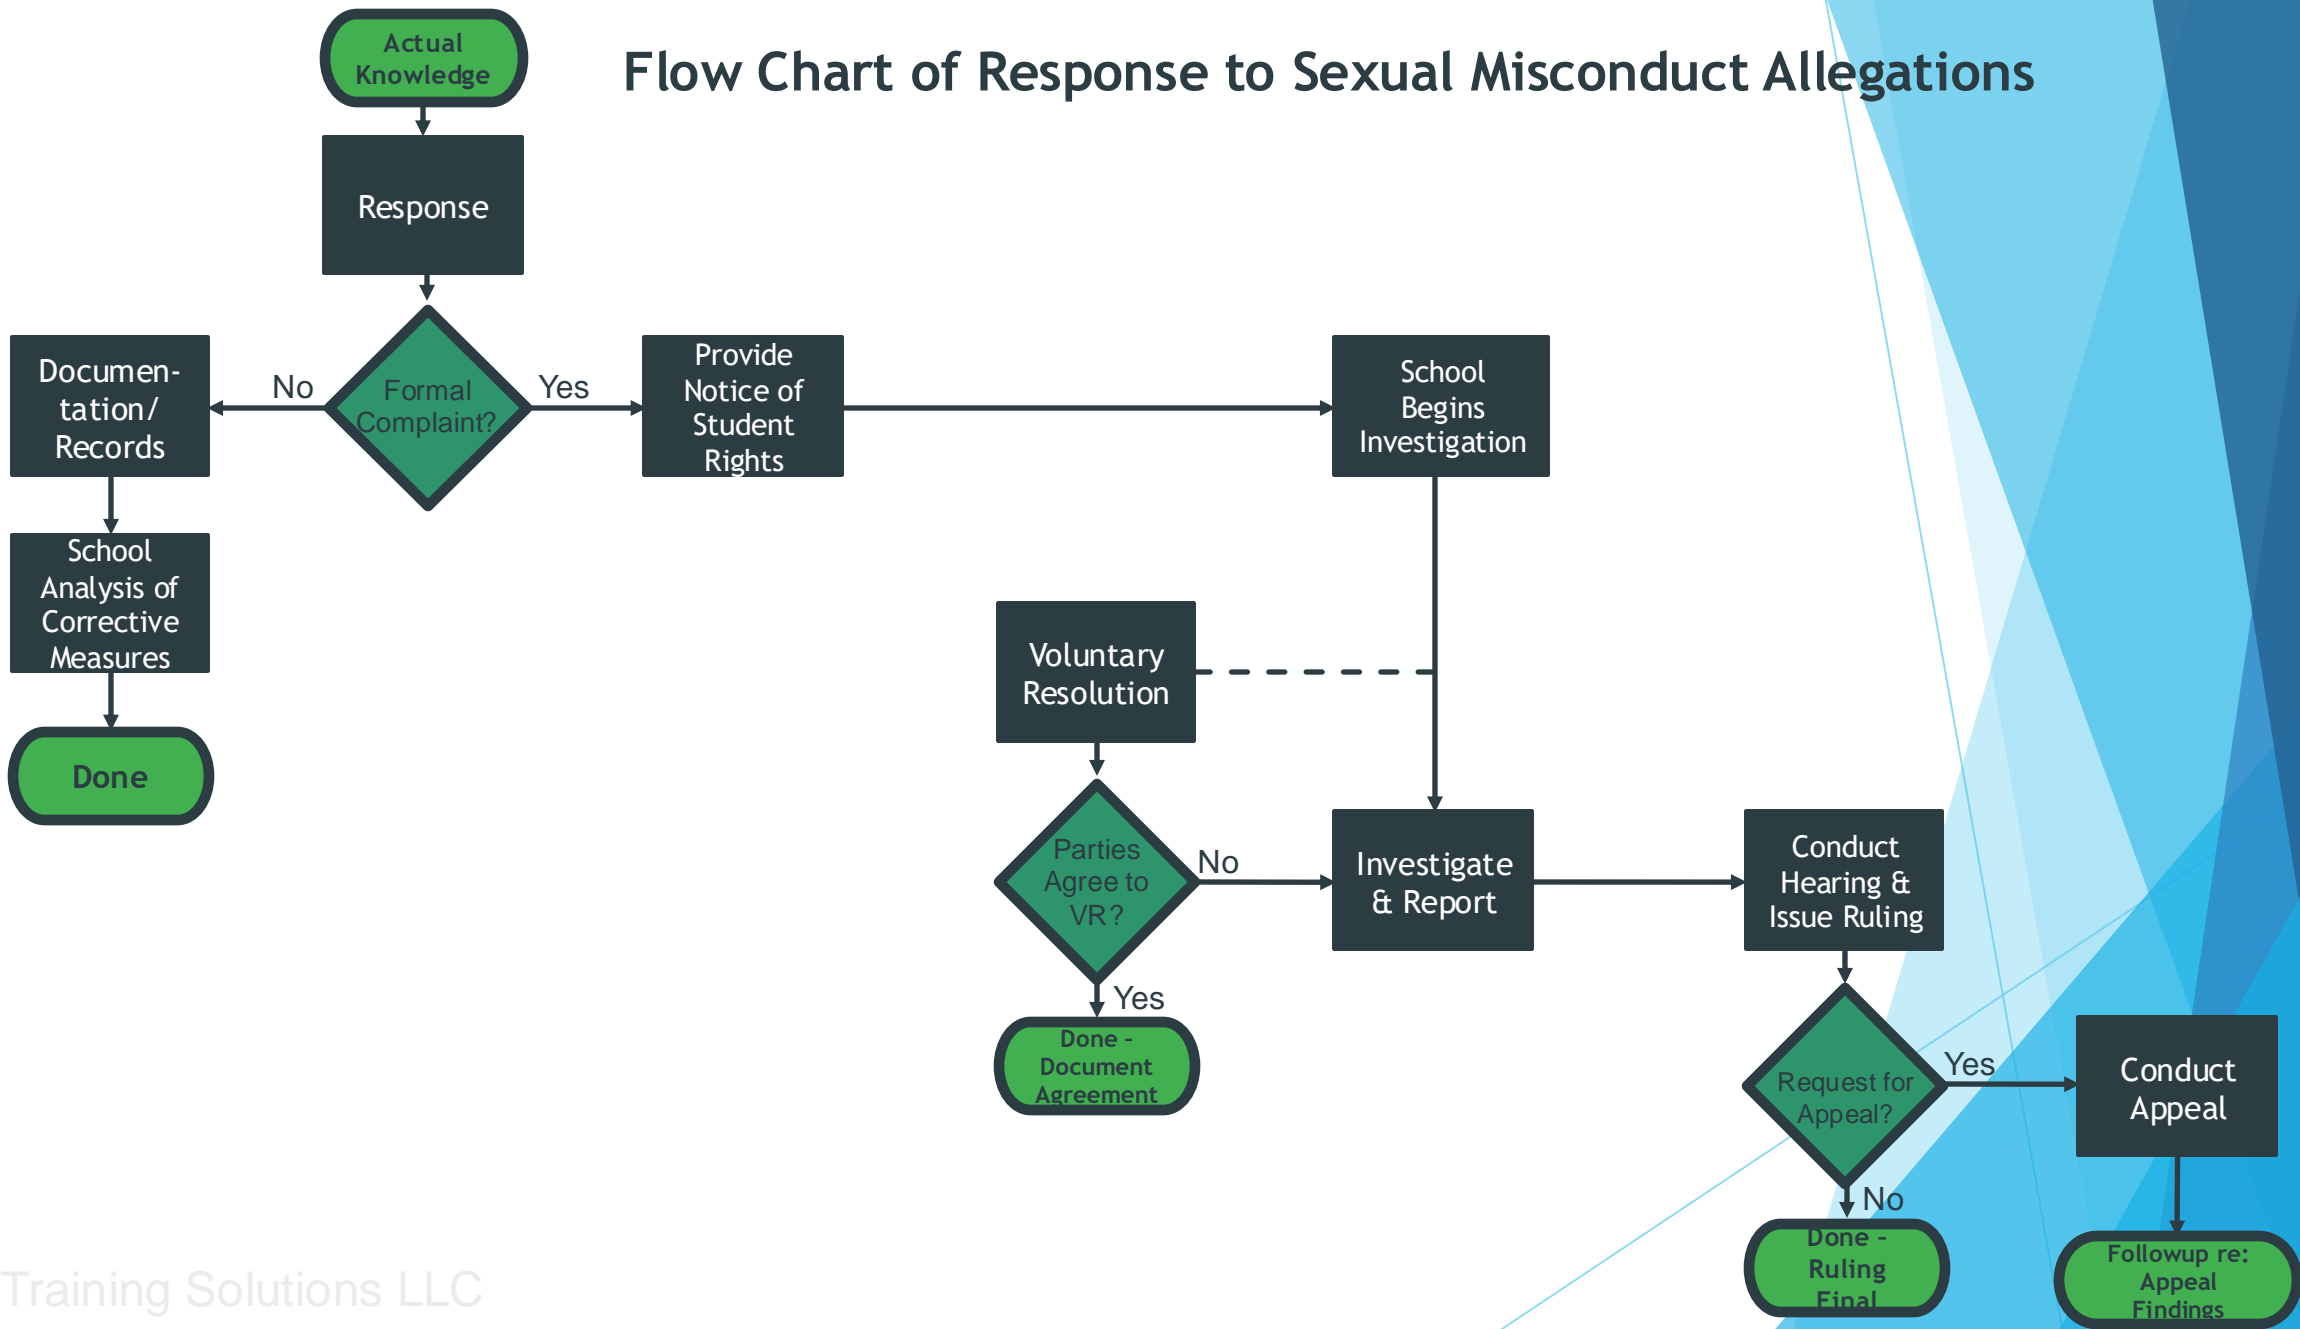 Actual
Knowledge
Flow Chart of Response to Sexual Misconduct Allegations
Response
Documen-
tation/
Records
No
Formal
Complaint?
Yes
Provide
Notice of
Student
Rights
School
Begins
Investigation
School
Analysis of
Corrective
Measures
Done
Voluntary
Resolution
Parties
Agree to
VR?
No
Investigate
& Report
Conduct
Hearing &
Issue Ruling
Yes
Done -
Document
Agreement
Request for
Appeal?
Yes
Conduct
Appeal
No
Done -
Ruling
Final
Followup re:
Appeal
Findings
Training Solutions LLC